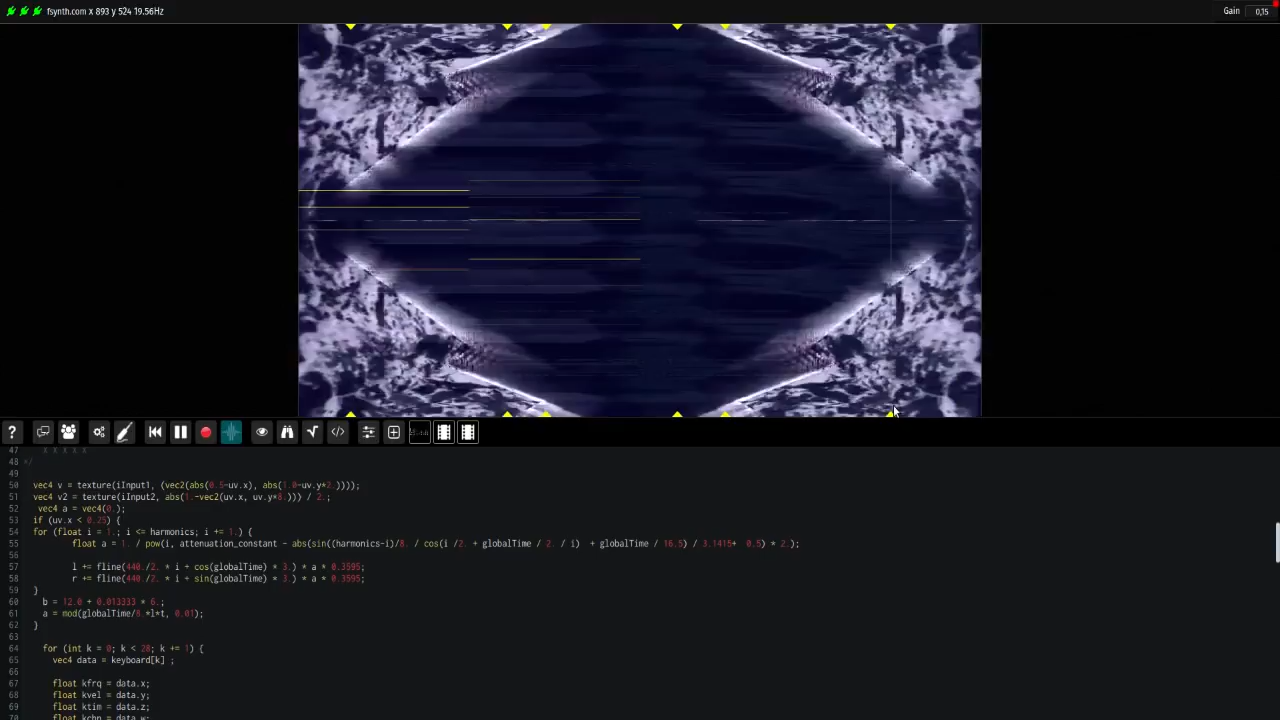 fsynth.com x 893 y 524 19.56Hz
Gain 0,15
?
47 X X X X X
48 */
49
50 vec4 v = texture(iInput1, (vec2(abs(0.5-uv.x), abs(1.0-uv.y*2.))));
51 vec4 v2 = texture(iInput2, abs(1.-vec2(uv.x, uv.y*8.))) / 2.;
52 vec4 a = vec4(0.);
53 if (uv.x < 0.25) {
54 for (float i = 1.; i <= harmonics; i += 1.) {
55 float a = 1. / pow(i, attenuation_constant - abs(sin((harmonics-i)/8. / cos(i /2. + globalTime / 2. / i) + globalTime / 16.5) / 3.1415+ 0.5) * 2.);
56
57 l += fline(440./2. * i + cos(globalTime) * 3.) * a * 0.3595;
58 r += fline(440./2. * i + sin(globalTime) * 3.) * a * 0.3595;
59 }
60 b = 12.0 + 0.013333 * 6.;
61 a = mod(globalTime/8.*l*t, 0.01);
62 }
63
64 for (int k = 0; k < 28; k += 1) {
65 vec4 data = keyboard[k] ;
66
67 float kfrq = data.x;
68 float kvel = data.y;
69 float ktim = data.z;
70 float kchn = data.w;